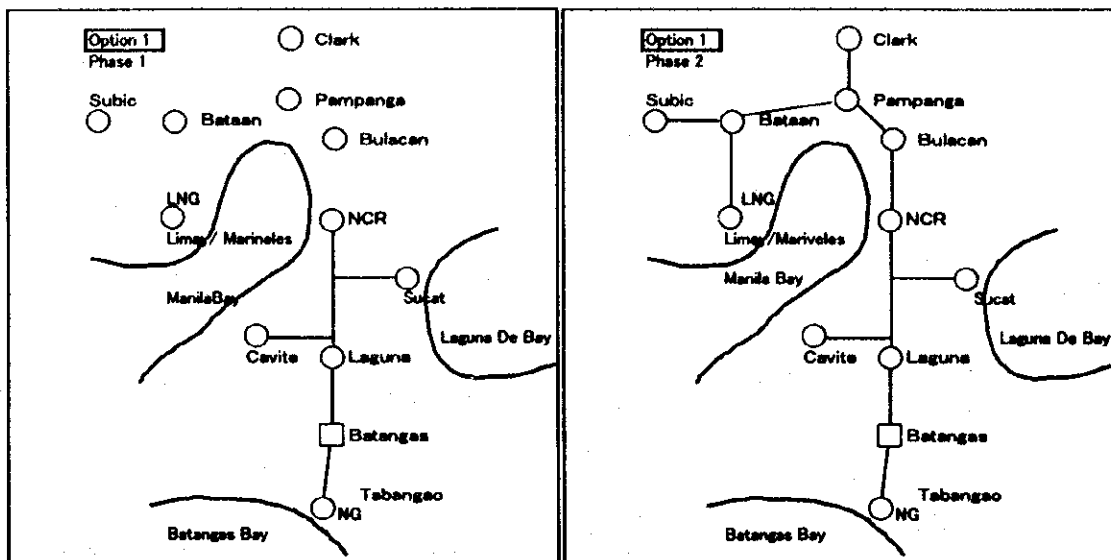 Option 1
Phase 1
Clark
Subic
Pampanga
Bataan
Bulacan
LNG
NCR
Limay/ Marineles
ManilaBay
Sucat
Cavite
Laguna
Laguna De Bay
Batangas
Tabangao
NG
Batangas Bay
Option 1
Phase 2
Clark
Subic
Pampanga
Bataan
Bulacan
LNG
NCR
Limay/Mariveles
Manila Bay
Sucat
Cavite
Laguna
Laguna De Bay
Batangas
Tabangao
NG
Batangas Bay